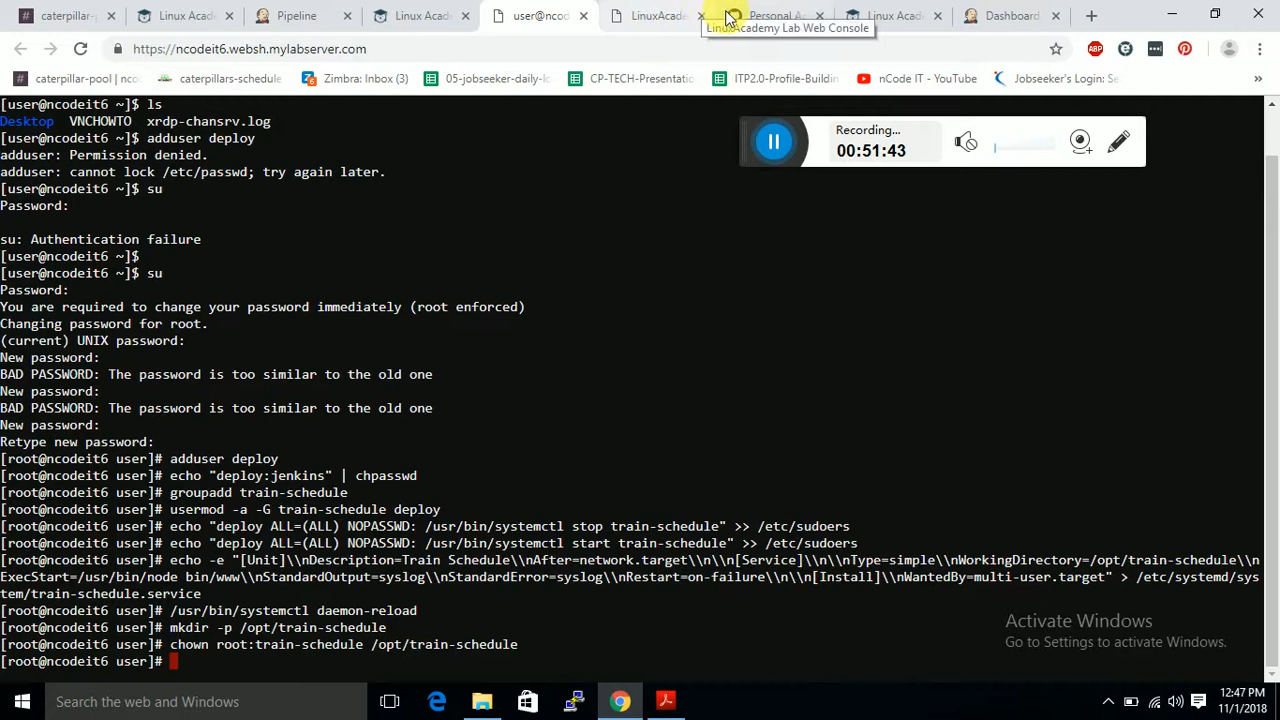 caterpillar-
Linux Acade
Pipeline
Linux Acade
user@ncod
LinuxAcade
Personal Ac
Linux Acade
Dashboard
LinuxAcademy Lab Web Console
https://ncodeit6.websh.mylabserver.com
ABP
caterpillar-pool | nco
caterpillars-schedule
Zimbra: Inbox (3)
05-jobseeker-daily-lo
CP-TECH-Presentatio
ITP2.0-Profile-Buildin
nCode IT - YouTube
Jobseeker's Login: Se
»
[user@ncodeit6 ~]$ ls
Desktop  VNCHOWTO  xrdp-chansrv.log
[user@ncodeit6 ~]$ adduser deploy
adduser: Permission denied.
adduser: cannot lock /etc/passwd; try again later.
[user@ncodeit6 ~]$ su
Password:
su: Authentication failure
[user@ncodeit6 ~]$
[user@ncodeit6 ~]$ su
Password:
You are required to change your password immediately (root enforced)
Changing password for root.
(current) UNIX password:
New password:
BAD PASSWORD: The password is too similar to the old one
New password:
BAD PASSWORD: The password is too similar to the old one
New password:
Retype new password:
[root@ncodeit6 user]# adduser deploy
[root@ncodeit6 user]# echo "deploy:jenkins" | chpasswd
[root@ncodeit6 user]# groupadd train-schedule
[root@ncodeit6 user]# usermod -a -G train-schedule deploy
[root@ncodeit6 user]# echo "deploy ALL=(ALL) NOPASSWD: /usr/bin/systemctl stop train-schedule" >> /etc/sudoers
[root@ncodeit6 user]# echo "deploy ALL=(ALL) NOPASSWD: /usr/bin/systemctl start train-schedule" >> /etc/sudoers
[root@ncodeit6 user]# echo -e "[Unit]\\nDescription=Train Schedule\\nAfter=network.target\\n\\n[Service]\\n\\nType=simple\\nWorkingDirectory=/opt/train-schedule\\n
ExecStart=/usr/bin/node bin/www\\nStandardOutput=syslog\\nStandardError=syslog\\nRestart=on-failure\\n\\n[Install]\\nWantedBy=multi-user.target" > /etc/systemd/sys
tem/train-schedule.service
[root@ncodeit6 user]# /usr/bin/systemctl daemon-reload
[root@ncodeit6 user]# mkdir -p /opt/train-schedule
[root@ncodeit6 user]# chown root:train-schedule /opt/train-schedule
[root@ncodeit6 user]#
Recording...
00:51:43
Activate Windows
Go to Settings to activate Windows.
Search the web and Windows
12:47 PM
11/1/2018